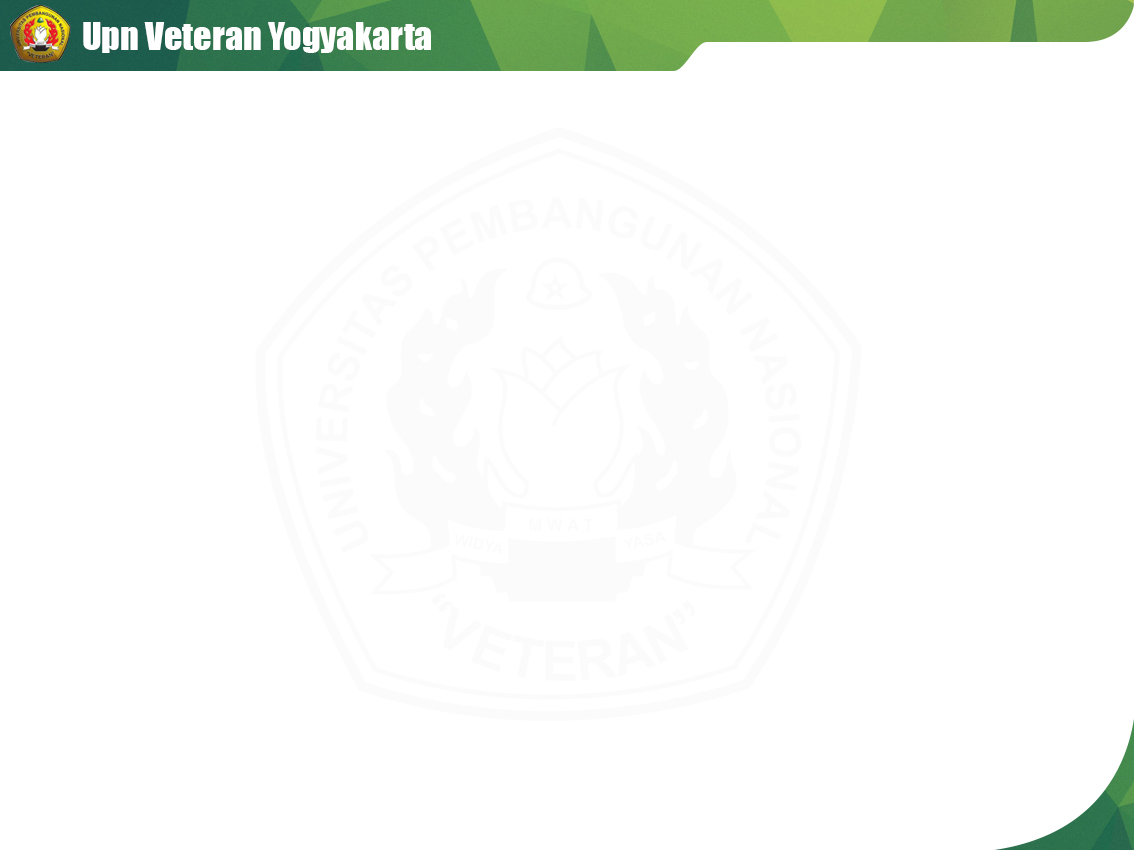 Upn Veteran Yogyakarta
UNIVERSITAS PEMBANGUNAN NASIONAL
WIDYA
MWAT
YASA
“VETERAN”